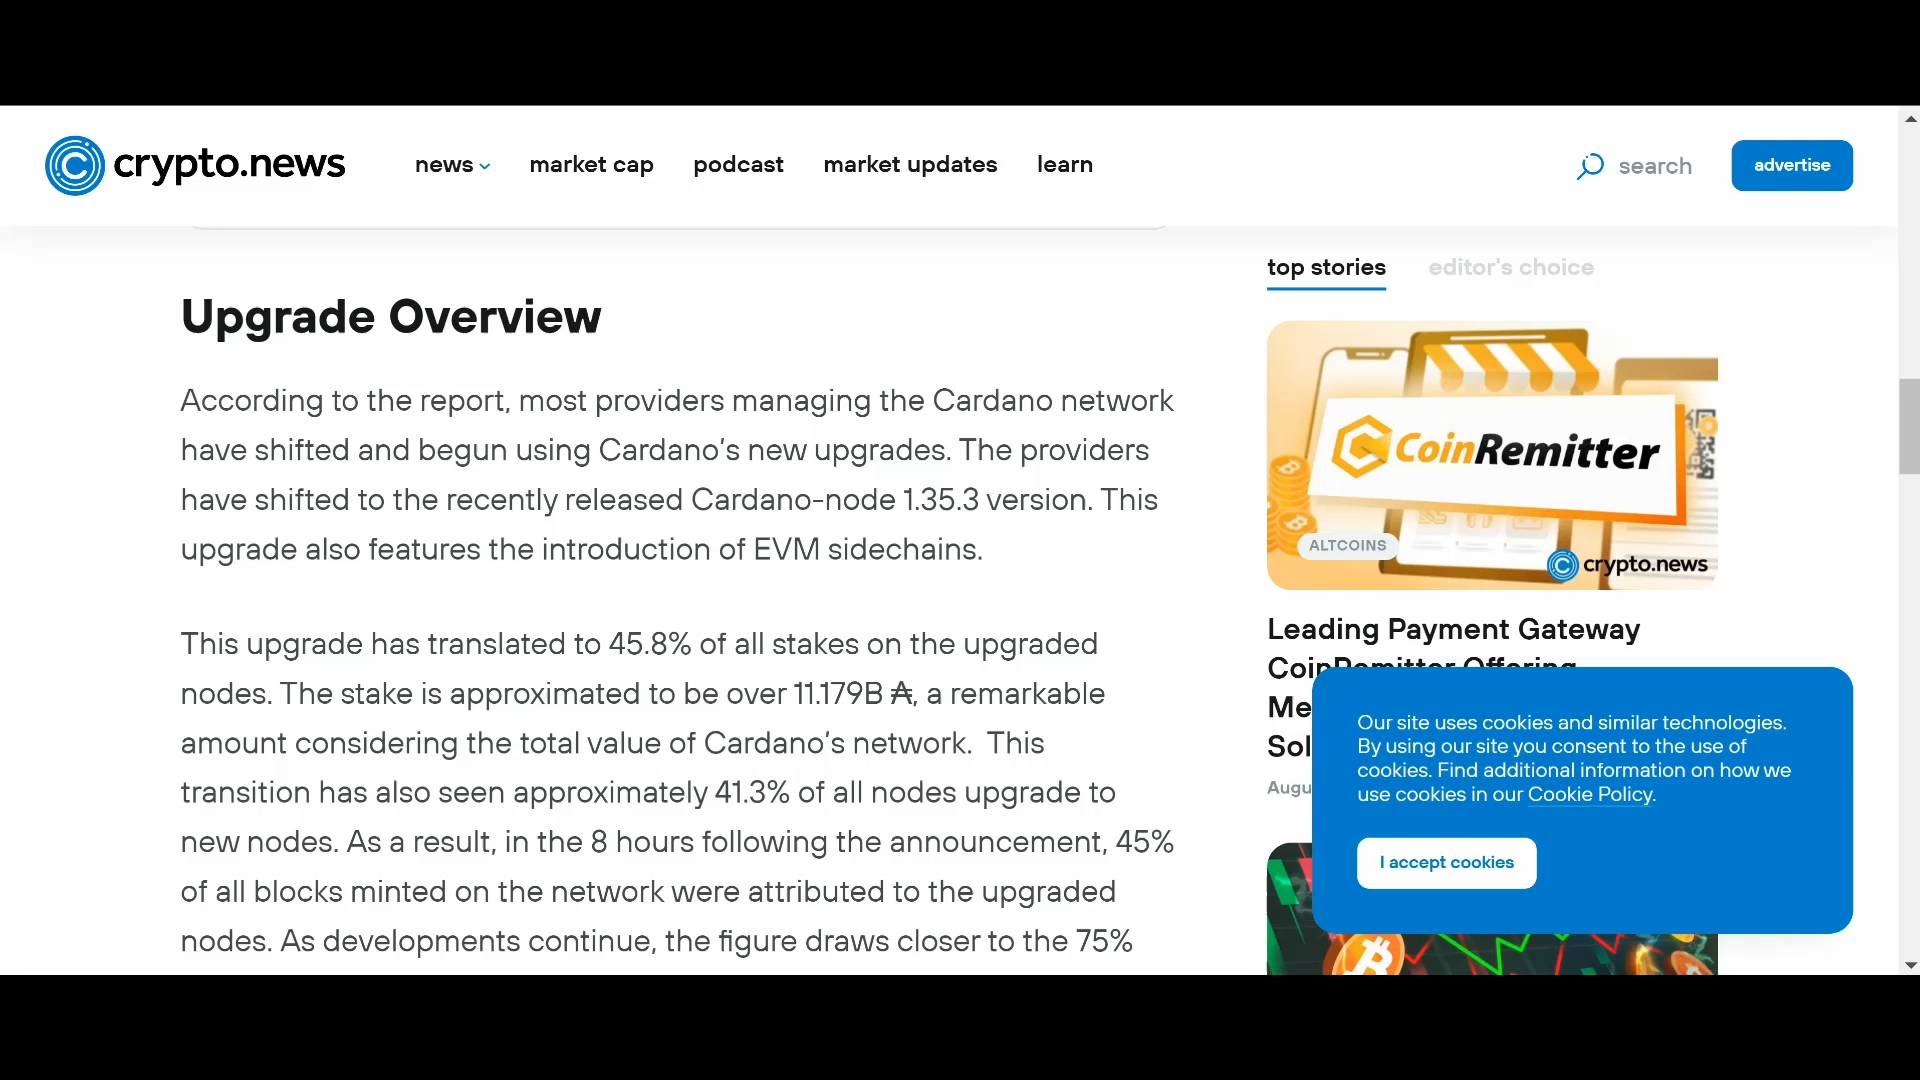 crypto.news
news market cap podcast market updates learn
search
advertise
Upgrade Overview
According to the report, most providers managing the Cardano network
have shifted and begun using Cardano’s new upgrades. The providers
have shifted to the recently released Cardano-node 1.35.3 version. This
upgrade also features the introduction of EVM sidechains.
This upgrade has translated to 45.8% of all stakes on the upgraded
nodes. The stake is approximated to be over 11.179B ₳, a remarkable
amount considering the total value of Cardano’s network. This
transition has also seen approximately 41.3% of all nodes upgrade to
new nodes. As a result, in the 8 hours following the announcement, 45%
of all blocks minted on the network were attributed to the upgraded
nodes. As developments continue, the figure draws closer to the 75%
top stories editor's choice
CoinRemitter
ALTCOINS
crypto.news
Leading Payment Gateway
CoinRemitter Offering
Me
Sol
Augu
Our site uses cookies and similar technologies.
By using our site you consent to the use of
cookies. Find additional information on how we
use cookies in our Cookie Policy.
I accept cookies